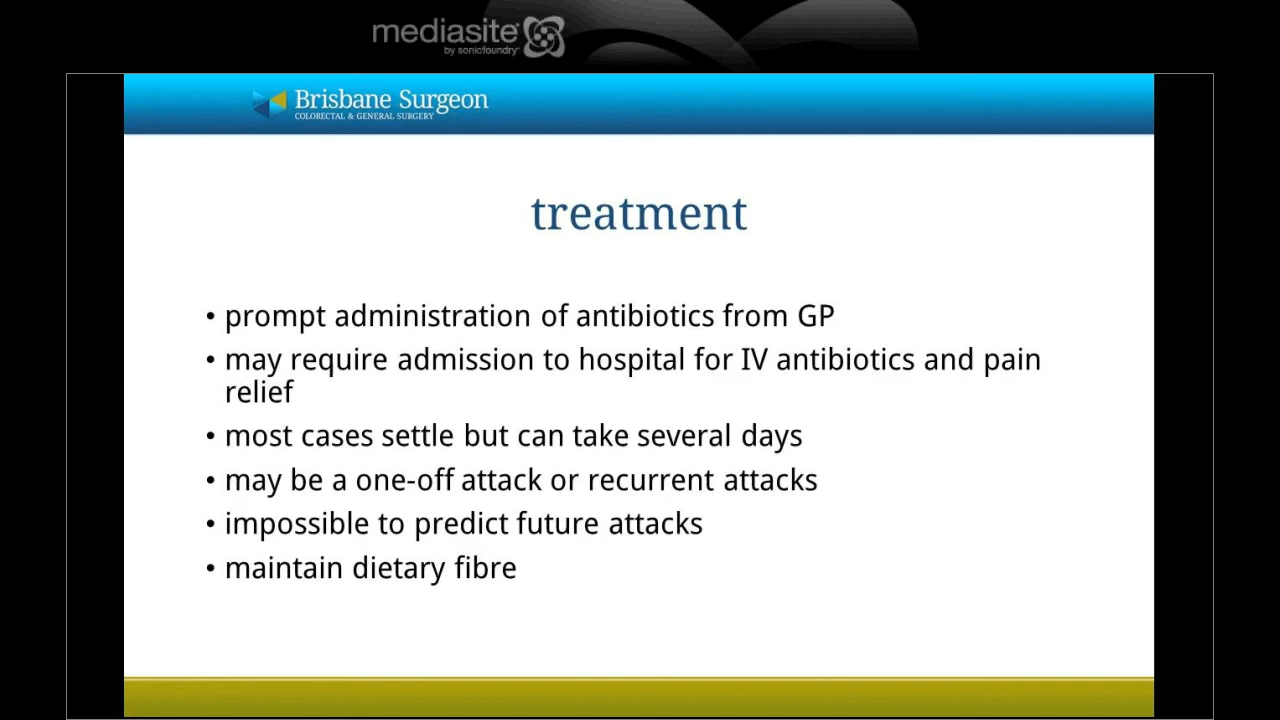 mediasite
by sonicfoundry
Brisbane Surgeon
COLORECTAL & GENERAL SURGERY
treatment
• prompt administration of antibiotics from GP
• may require admission to hospital for IV antibiotics and pain
relief
• most cases settle but can take several days
• may be a one-off attack or recurrent attacks
• impossible to predict future attacks
• maintain dietary fibre